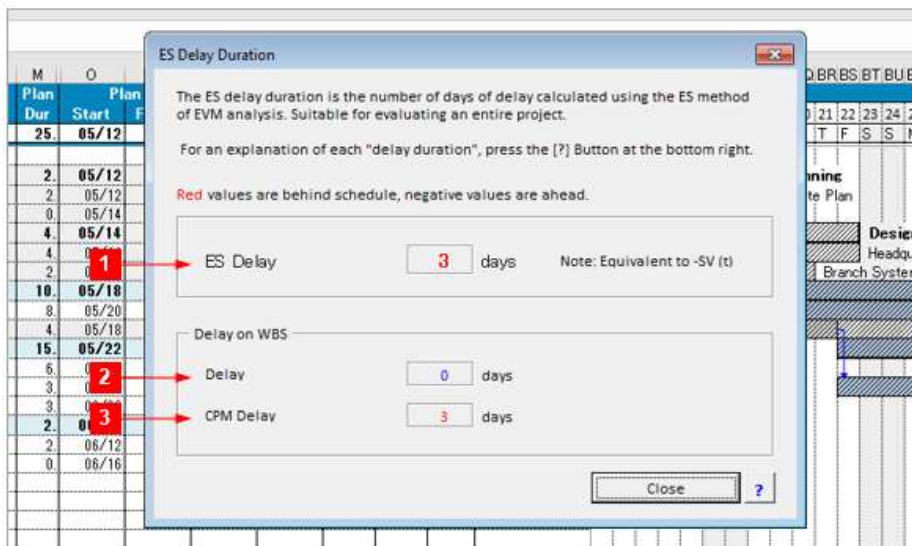 ES Delay Duration
M O BR BS BT BU
Plan Plan
Dur Start
21 22 23 24
25. 05/12
T F S S
The ES delay duration is the number of days of delay calculated using the ES method
of EVM analysis. Suitable for evaluating an entire project.
For an explanation of each "delay duration", press the [?] Button at the bottom right.
Red values are behind schedule, negative values are ahead.
2. 05/12
2. 05/12
te Plan
0. 05/14
4. 05/14
4.
2.
Branch
10. 05/18
8. 05/20
4. 05/18
15. 05/22
6.
3.
3.
2.
2. 06/12
0. 06/16
1
ES Delay 3 days Note: Equivalent to -SV (t)
Delay on WBS
2
Delay 0 days
3
CPM Delay 3 days
Close ?